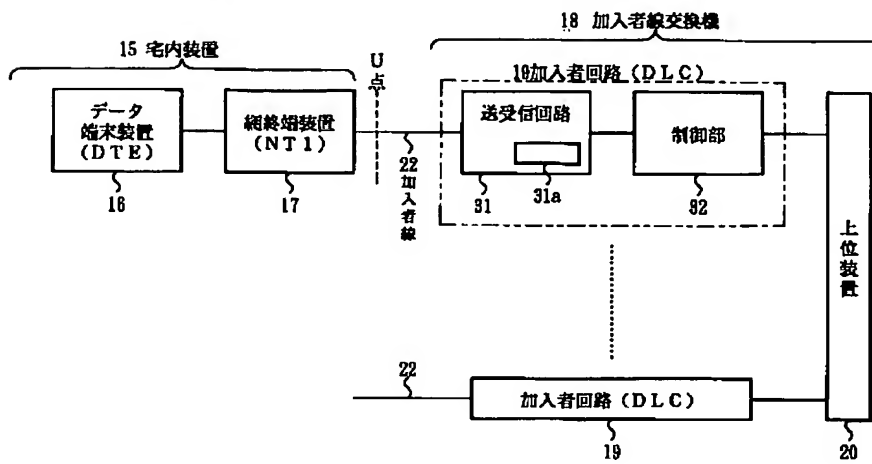 18 加入者線交換機
15 宅内装置
U点
19加入者回路(DLC)
データ
端末装置
(DTE)
網終端装置
(NT1)
送受信回路
制御部
16
17
22
加入者線
31
31a
32
上位装置
22
加入者回路(DLC)
19
20